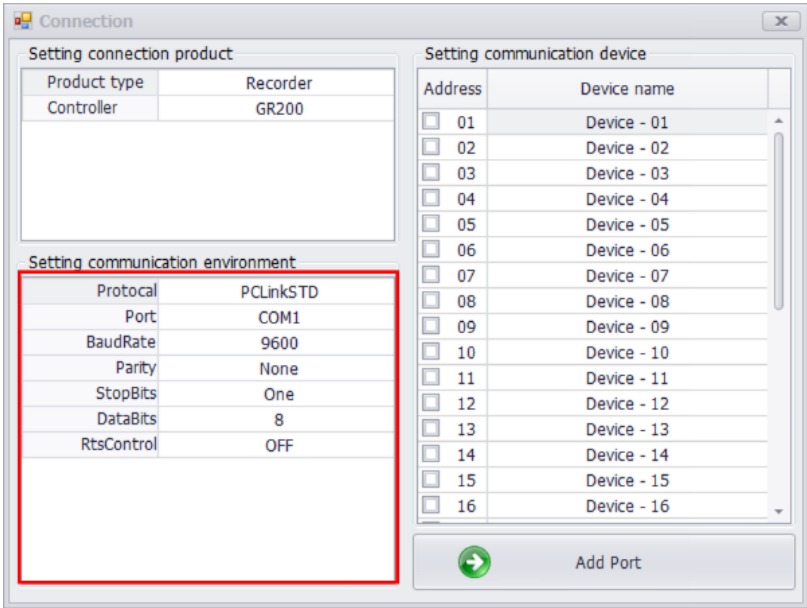 Connection
Setting connection product
Product type Recorder
Controller GR200
Setting communication environment
Protocal PCLinkSTD
Port COM1
BaudRate 9600
Parity None
StopBits One
DataBits 8
RtsControl OFF
Setting communication device
Address Device name
01 Device - 01
02 Device - 02
03 Device - 03
04 Device - 04
05 Device - 05
06 Device - 06
07 Device - 07
08 Device - 08
09 Device - 09
10 Device - 10
11 Device - 11
12 Device - 12
13 Device - 13
14 Device - 14
15 Device - 15
16 Device - 16
Add Port